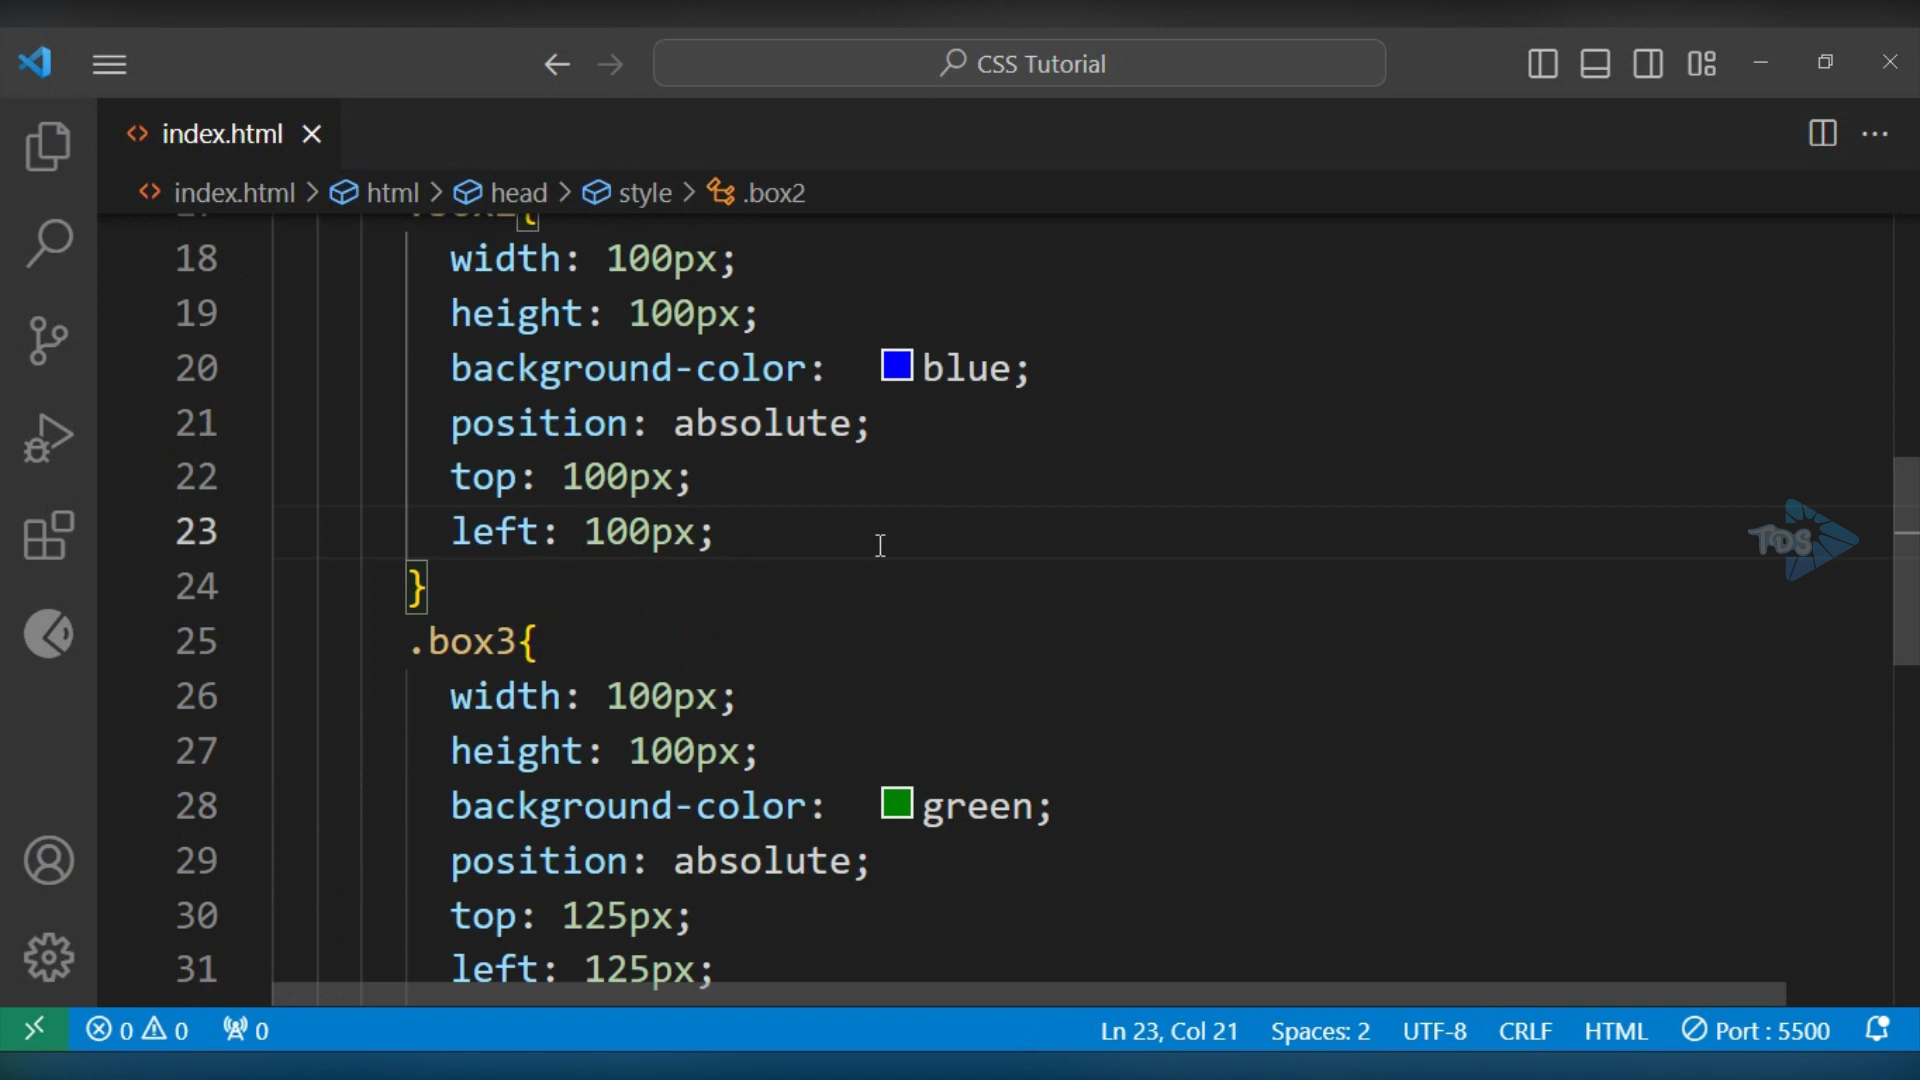 CSS Tutorial
index.html
index.html > html > head > style > .box2
18 width: 100px;
19 height: 100px;
20 background-color: blue;
21 position: absolute;
22 top: 100px;
23 left: 100px;
24 }
25 .box3{
26 width: 100px;
27 height: 100px;
28 background-color: green;
29 position: absolute;
30 top: 125px;
31 left: 125px;
TDS
0 0 0 Ln 23, Col 21 Spaces: 2 UTF-8 CRLF HTML Port : 5500